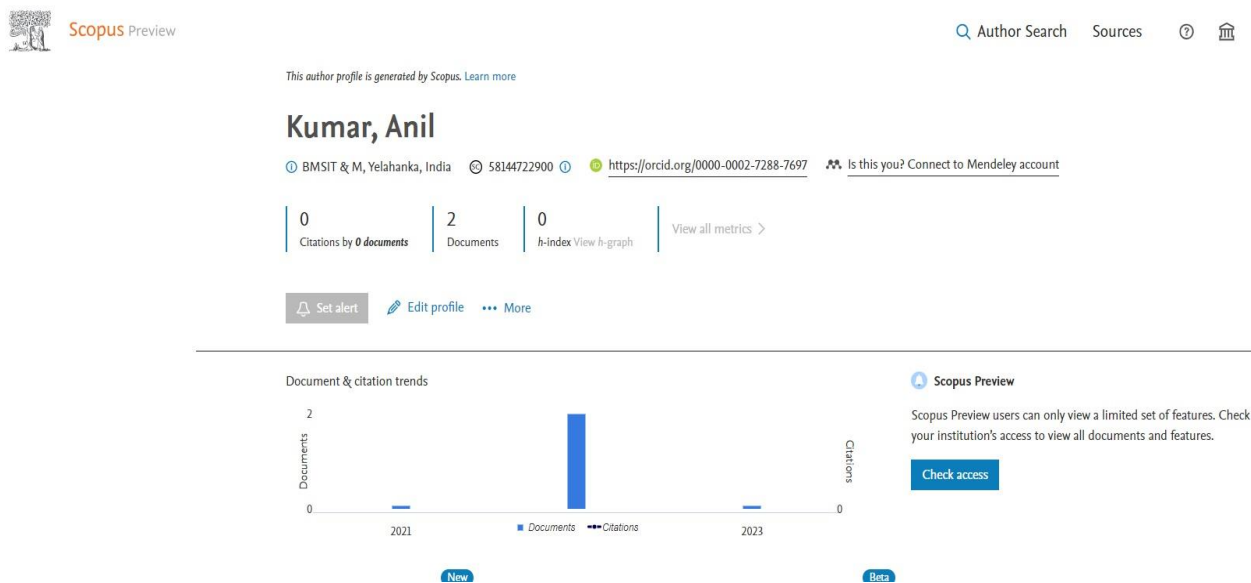 Scopus Preview
Author Search Sources
This author profile is generated by Scopus. Learn more
Kumar, Anil
BMSIT & M, Yelahanka, India SC 58144722900 https://orcid.org/0000-0002-7288-7697 Is this you? Connect to Mendeley account
0 2 0
Citations by 0 documents Documents h-index View h-graph View all metrics >
Set alert Edit profile ••• More
Document & citation trends
Scopus Preview
Scopus Preview users can only view a limited set of features. Check
your institution's access to view all documents and features.
Check access
2
Documents
Citations
0 0
2021 2023
Documents Citations
New Beta